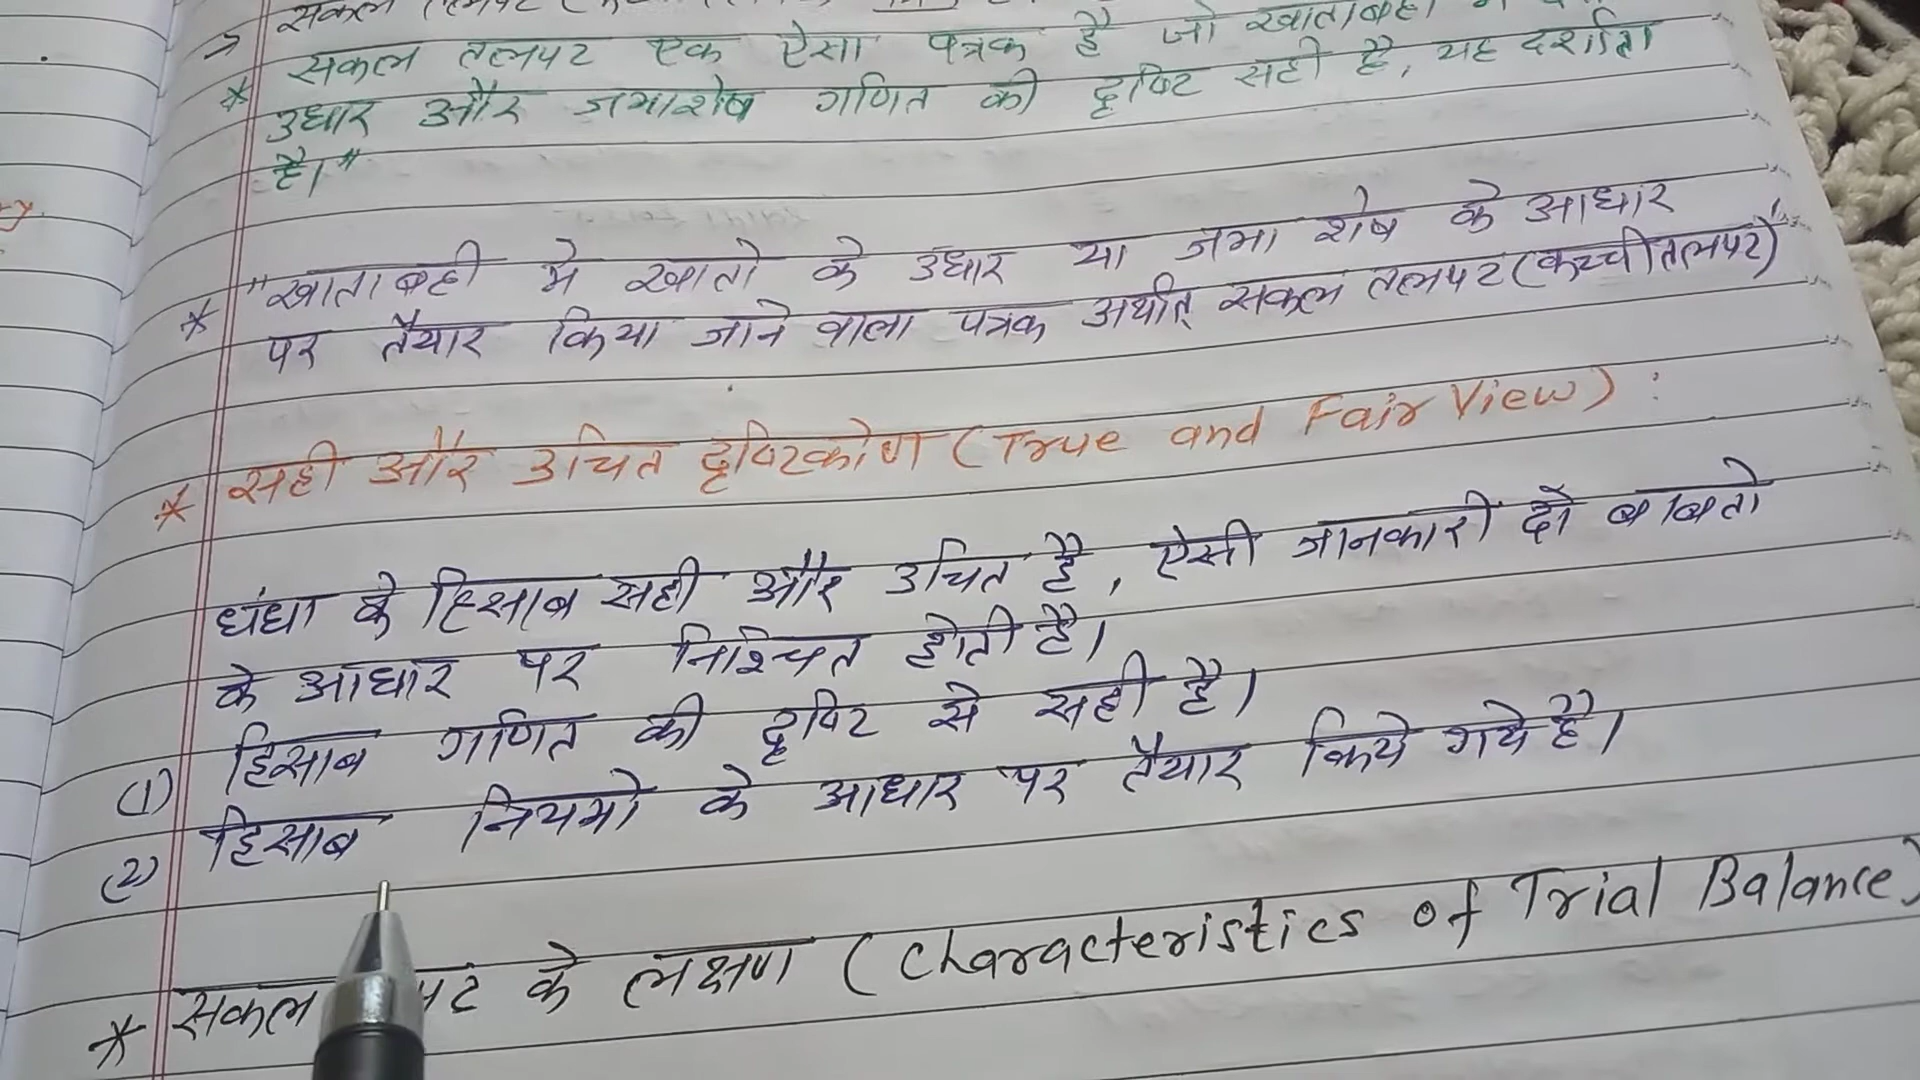 → सकल
* सकल तलपट एक ऐसा पत्रक है जो खाताबही में
उधार और जमाशेष गणित की दृष्टि सही है, यह दर्शाता
है।"
* "खाताबही मे खातो के उधार या जमा शेष के आधार
पर तैयार किया जाने वाला पत्रक अर्थात् सकल तलपट (कच्चीतलपट)"
* सही और उचित दृष्टिकोण (True and Fair View) :
धंधा के हिसाब सही और उचित है, ऐसी जानकारी दो बाबतो
के आधार पर निश्चित होती है।
(1) हिसाब गणित की दृष्टि से सही है।
(2) हिसाब नियमो के आधार पर तैयार किये गये है।
* सकल पट के लक्षण (Characteristics of Trial Balance)